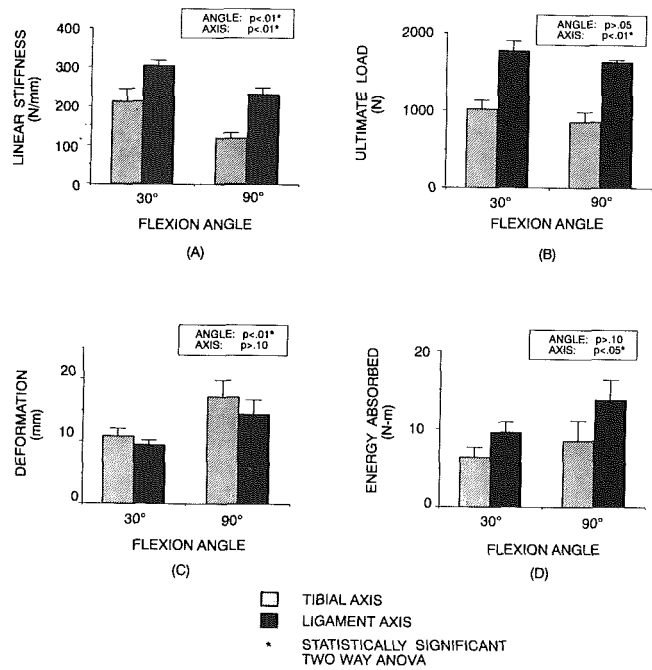 ANGLE: p<.01*
AXIS: p<.01*
LINEAR STIFFNESS
(N/mm)
400
300
200
100
0
30°
90°
FLEXION ANGLE
(A)
ANGLE: p>.05
AXIS: p<.01*
ULTIMATE LOAD
(N)
2000
1000
0
30°
90°
FLEXION ANGLE
(B)
ANGLE: p<.01*
AXIS: p>.10
DEFORMATION
(mm)
20
10
0
30°
90°
FLEXION ANGLE
(C)
ANGLE: p>.10
AXIS: p<.05*
ENERGY ABSORBED
(N-m)
20
10
0
30°
90°
FLEXION ANGLE
(D)
TIBIAL AXIS
LIGAMENT AXIS
* STATISTICALLY SIGNIFICANT
TWO WAY ANOVA